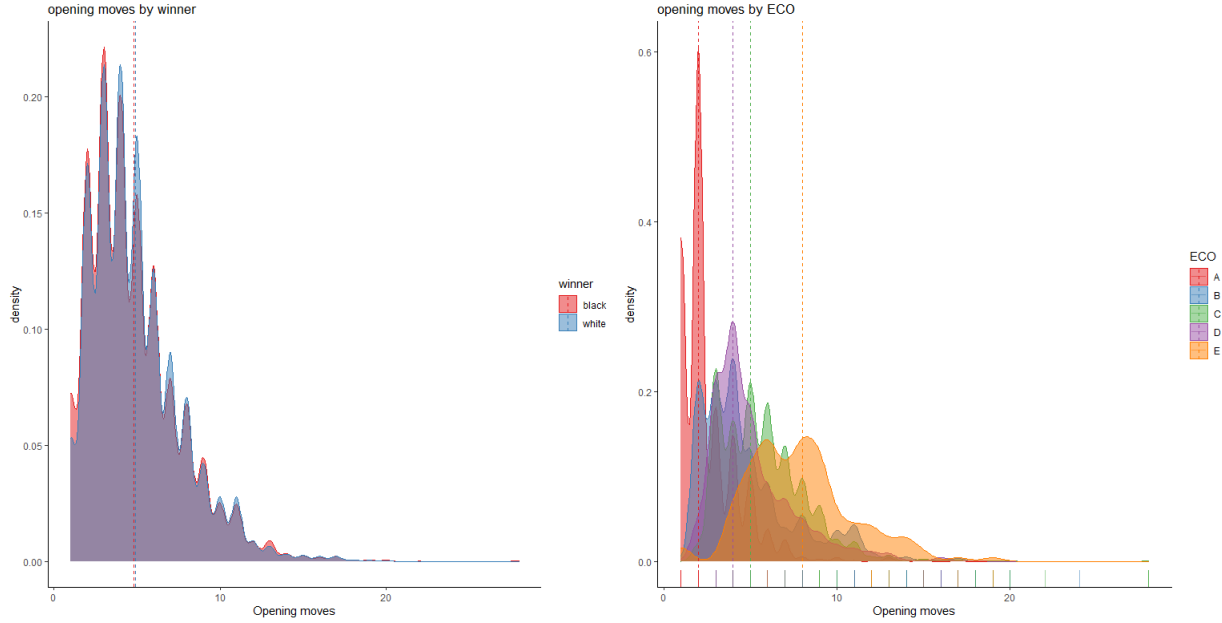 opening moves by winner
density
0.20
0.15
0.10
0.05
0.00
0
10
20
Opening moves
winner
black
white
opening moves by ECO
density
0.6
0.4
0.2
0.0
0
10
20
Opening moves
ECO
A
B
C
D
E